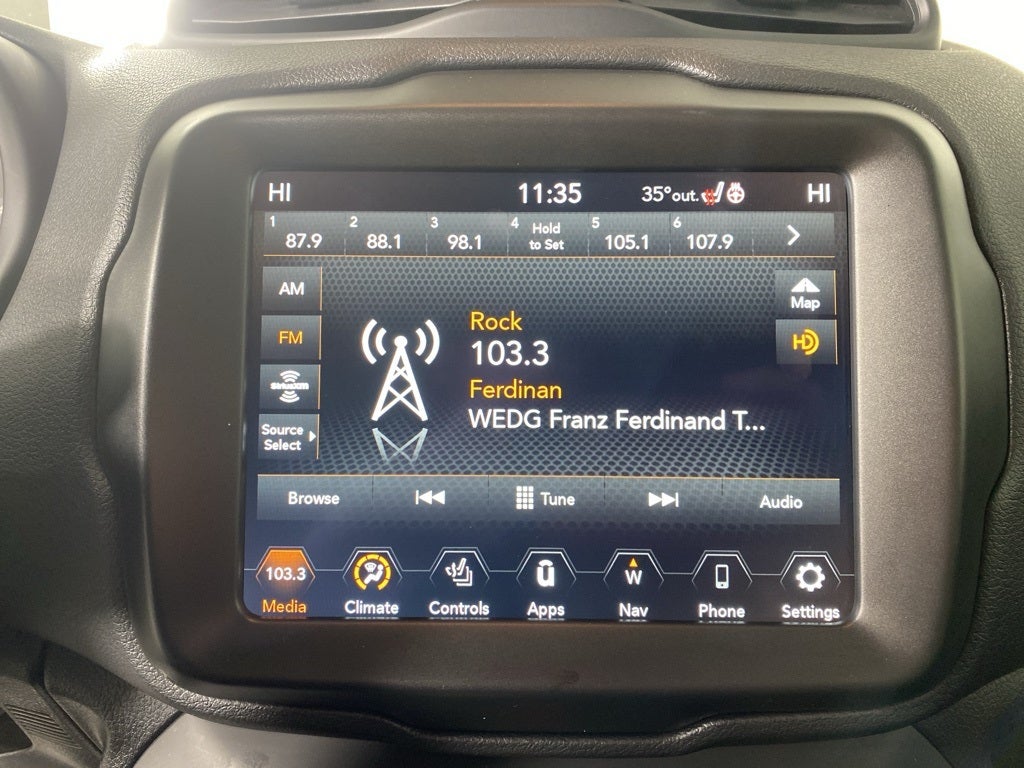 HI 11:35 35° out. HI
1 87.9 2 88.1 3 98.1 4 Hold to Set 5 105.1 6 107.9
AM
Map
FM
HD
SiriusXM
Source
Select
Rock
103.3
Ferdinan
WEDG Franz Ferdinand T...
Browse Tune Audio
103.3 W
Media Climate Controls Apps Nav Phone Settings